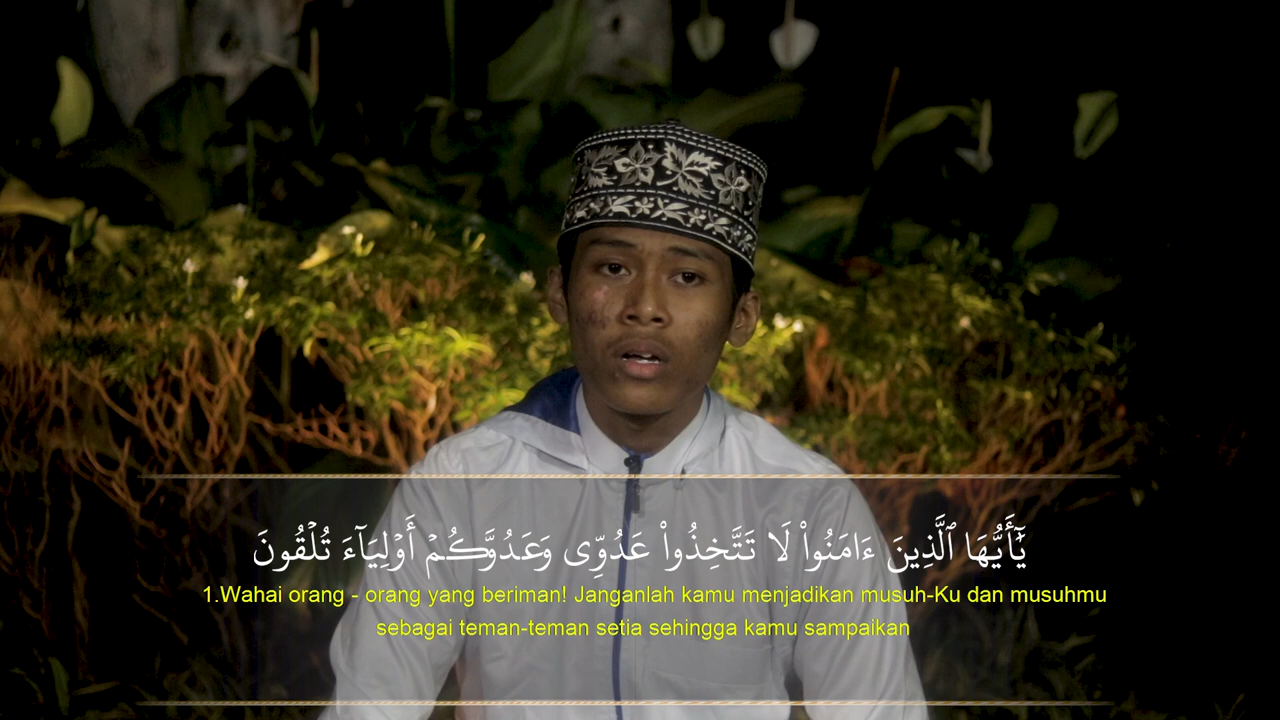 يَٰٓأَيُّهَا ٱلَّذِينَ ءَامَنُوا۟ لَا تَتَّخِذُوا۟ عَدُوِّى وَعَدُوَّكُمْ أَوْلِيَآءَ تُلْقُونَ
1.Wahai orang - orang yang beriman! Janganlah kamu menjadikan musuh-Ku dan musuhmu
sebagai teman-teman setia sehingga kamu sampaikan